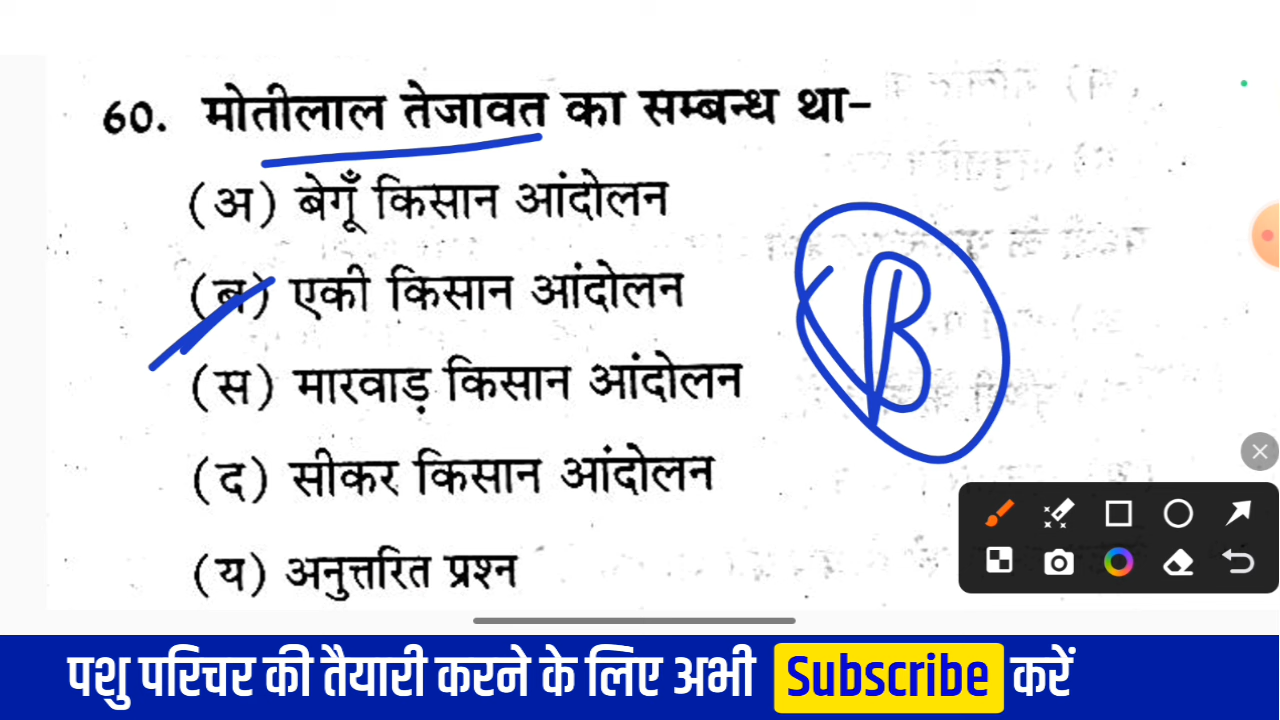 60. मोतीलाल तेजावत का सम्बन्ध था–
(अ) बेगूँ किसान आंदोलन
(ब) एकी किसान आंदोलन
(स) मारवाड़ किसान आंदोलन
(द) सीकर किसान आंदोलन
(य) अनुत्तरित प्रश्न
B
पशु परिचर की तैयारी करने के लिए अभी Subscribe करें